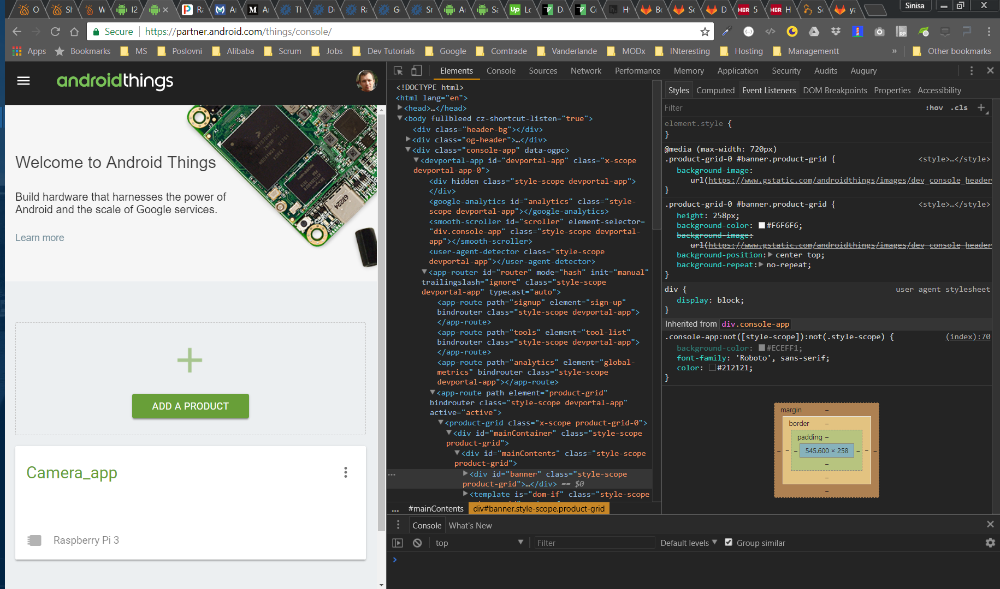 Sinisa
Secure https://partner.android.com/things/console/
Apps Bookmarks MS Poslovni Alibaba Scrum Jobs Dev Tutorials Google Comtrade Vanderlande MODx INteresting Hosting Managementt » Other bookmarks
androidthings
Welcome to Android Things
Build hardware that harnesses the power of
Android and the scale of Google services.
Learn more
ADD A PRODUCT
Camera_app
Raspberry Pi 3
Elements Console Sources Network Performance Memory Application Security Audits Augury
<!DOCTYPE html>
<html lang="en">
<head>…</head>
<body fullbleed cz-shortcut-listen="true">
<div class="header-bg"></div>
<div class="og-header">…</div>
<div class="console-app" data-ogpc>
<devportal-app id="devportal-app" class="x-scope
devportal-app-0">
<div hidden class="style-scope devportal-app">
</div>
<google-analytics id="analytics" class="style-
scope devportal-app"></google-analytics>
<smooth-scroller id="scroller" element-selector=
"div.console-app" class="style-scope devportal-
app"></smooth-scroller>
<user-agent-detector class="style-scope
devportal-app"></user-agent-detector>
<app-router id="router" mode="hash" init="manual"
trailingslash="ignore" class="style-scope
devportal-app" typecast="auto">
<app-route path="signup" element="sign-up"
bindrouter class="style-scope devportal-app">
</app-route>
<app-route path="tools" element="tool-list"
bindrouter class="style-scope devportal-app">
</app-route>
<app-route path="analytics" element="global-
metrics" bindrouter class="style-scope
devportal-app"></app-route>
<app-route path element="product-grid"
bindrouter class="style-scope devportal-app"
active="active">
<product-grid class="x-scope product-grid-0">
<div id="mainContainer" class="style-scope
product-grid">
<div id="mainContents" class="style-scope
product-grid">
<div id="banner" class="style-scope
product-grid">…</div> == $0
<template is="dom-if" class="style-scope
... #mainContents div#banner.style-scope.product-grid
Styles Computed Event Listeners DOM Breakpoints Properties Accessibility
Filter :hov .cls
element.style {
}
@media (max-width: 720px)
.product-grid-0 #banner.product-grid { <style>…</style>
background-image:
url(https://www.gstatic.com/androidthings/images/dev_console_header
}
.product-grid-0 #banner.product-grid { <style>…</style>
height: 258px;
background-color: #F6F6F6;
background-image:
url(https://www.gstatic.com/androidthings/images/dev_console_header
background-position: center top;
background-repeat: no-repeat;
}
div { user agent stylesheet
display: block;
}
Inherited from div.console-app
.console-app:not([style-scope]):not(.style-scope) { (index):70
background-color: #ECEFF1;
font-family: 'Roboto', sans-serif;
color: #212121;
}
margin –
border –
padding –
– – – 545.600 × 258 – – –
–
–
–
Console What's New
top Filter Default levels Group similar